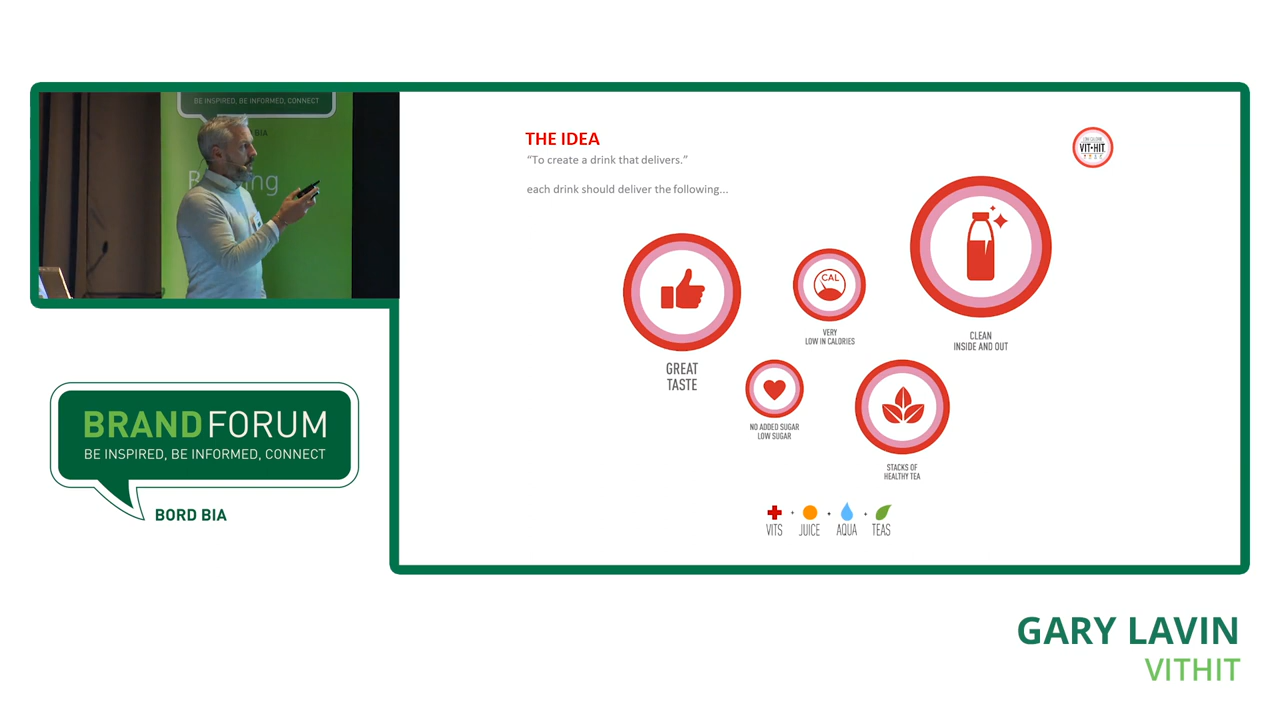 BE INSPIRED, BE INFORMED, CONNECT
BIA
THE IDEA
“To create a drink that delivers.”
each drink should deliver the following...
VIT-HIT
CAL
VERY
LOW IN CALORIES
CLEAN
INSIDE AND OUT
GREAT
TASTE
NO ADDED SUGAR
LOW SUGAR
STACKS OF
HEALTHY TEA
VITS + JUICE + AQUA + TEAS
BRANDFORUM
BE INSPIRED, BE INFORMED, CONNECT
BORD BIA
GARY LAVIN
VITHIT